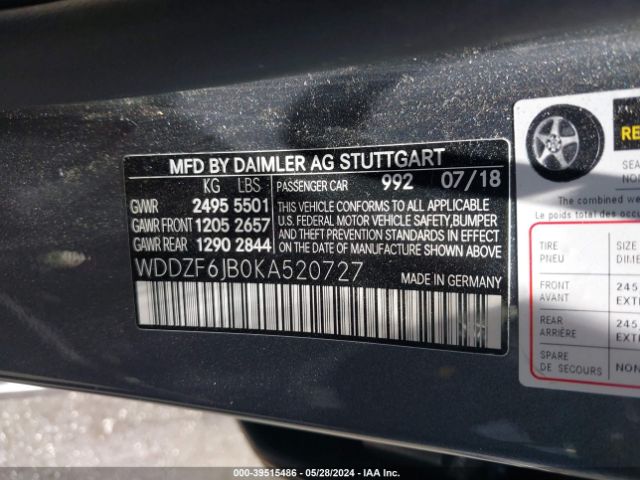 MFD BY DAIMLER AG STUTTGART
KG LBS
GVWR 2495 5501
GAWR FRONT 1205 2657
GAWR REAR 1290 2844
PASSENGER CAR 992 07/18
THIS VEHICLE CONFORMS TO ALL APPLICABLE
U.S. FEDERAL MOTOR VEHICLE SAFETY, BUMPER
AND THEFT PREVENTION STANDARDS IN EFFECT
ON THE DATE OF MANUFACTURE SHOWN ABOVE
WDDZF6JB0KA520727
MADE IN GERMANY
The combined we
Le poids total des oc
TIRE SIZE
PNEU DIME
FRONT 245
AVANT EXT
REAR 245
ARRIÈRE EXT
SPARE
DE SECOURS NON
000-39515486 - 05/28/2024 - IAA Inc.